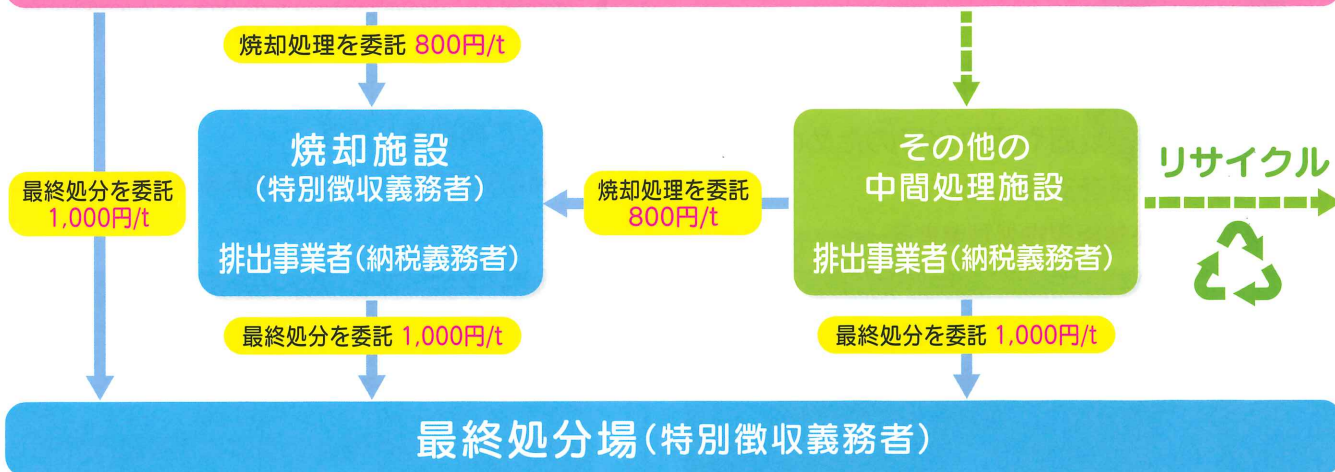 焼却処理を委託 800円/t
焼却施設
(特別徴収義務者)
排出事業者(納税義務者)
その他の
中間処理施設
排出事業者(納税義務者)
リサイクル
最終処分を委託
1,000円/t
焼却処理を委託
800円/t
最終処分を委託 1,000円/t
最終処分を委託 1,000円/t
最終処分場(特別徴収義務者)